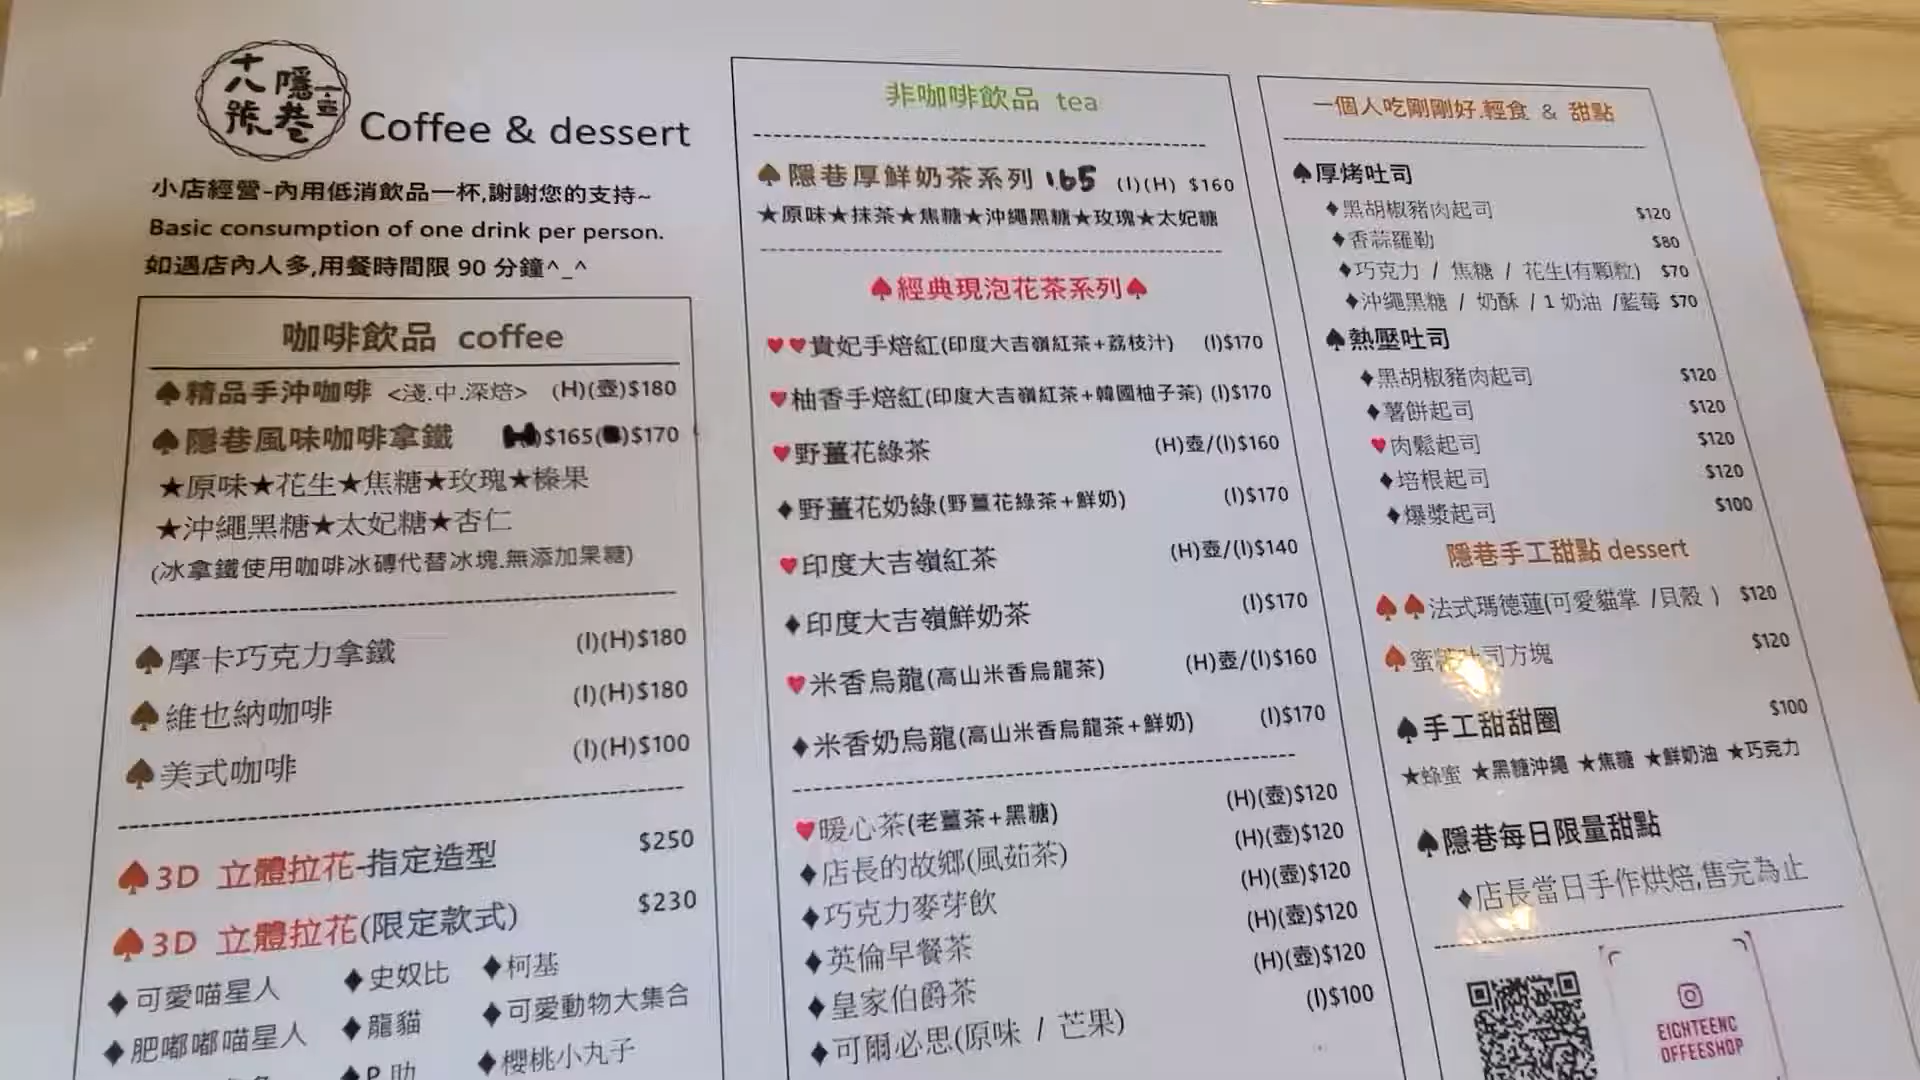 十八號
隱巷
Coffee & dessert
小店經營-內用低消飲品一杯,謝謝您的支持~
Basic consumption of one drink per person.
如遇店內人多,用餐時間限 90 分鐘^_^
咖啡飲品 coffee
♠精品手沖咖啡 <淺.中.深焙> (H)(壺)$180
♠隱巷風味咖啡拿鐵 $165 $170
★原味★花生★焦糖★玫瑰★榛果
★沖繩黑糖★太妃糖★杏仁
(冰拿鐵使用咖啡冰磚代替冰塊.無添加果糖)
♠摩卡巧克力拿鐵 (I)(H)$180
♠維也納咖啡 (I)(H)$180
♠美式咖啡 (I)(H)$100
♠3D 立體拉花-指定造型 $250
♠3D 立體拉花(限定款式) $230
♦可愛喵星人 ♦史奴比 ♦柯基
♦肥嘟嘟喵星人 ♦龍貓 ♦可愛動物大集合
♦P 助 ♦櫻桃小丸子
非咖啡飲品 tea
♠隱巷厚鮮奶茶系列 165 (I)(H) $160
★原味★抹茶★焦糖★沖繩黑糖★玫瑰★太妃糖
♠經典現泡花茶系列♠
♥♥貴妃手焙紅(印度大吉嶺紅茶+荔枝汁) (I)$170
♥柚香手焙紅(印度大吉嶺紅茶+韓國柚子茶) (I)$170
♥野薑花綠茶 (H)壺/(I)$160
♦野薑花奶綠(野薑花綠茶+鮮奶) (I)$170
♥印度大吉嶺紅茶 (H)壺/(I)$140
♦印度大吉嶺鮮奶茶 (I)$170
♥米香烏龍(高山米香烏龍茶) (H)壺/(I)$160
♦米香奶烏龍(高山米香烏龍茶+鮮奶) (I)$170
♥暖心茶(老薑茶+黑糖) (H)(壺)$120
♦店長的故鄉(風茹茶) (H)(壺)$120
♦巧克力麥芽飲 (H)(壺)$120
♦英倫早餐茶 (H)(壺)$120
♦皇家伯爵茶 (H)(壺)$120
♦可爾必思(原味 / 芒果) (I)$100
一個人吃剛剛好.輕食 & 甜點
♠厚烤吐司
♦黑胡椒豬肉起司 $120
♦香蒜羅勒 $80
♦巧克力 / 焦糖 / 花生(有顆粒) $70
♦沖繩黑糖 / 奶酥 / 1 奶油 /藍莓 $70
♠熱壓吐司
♦黑胡椒豬肉起司 $120
♦薯餅起司 $120
♥肉鬆起司 $120
♦培根起司 $120
♦爆漿起司 $100
隱巷手工甜點 dessert
♠♠法式瑪德蓮(可愛貓掌 /貝殼 ) $120
♠蜜糖吐司方塊 $120
♠手工甜甜圈 $100
★蜂蜜 ★黑糖沖繩 ★焦糖 ★鮮奶油 ★巧克力
♠隱巷每日限量甜點
♦店長當日手作烘焙,售完為止
EIGHTEENC
OFFEESHOP